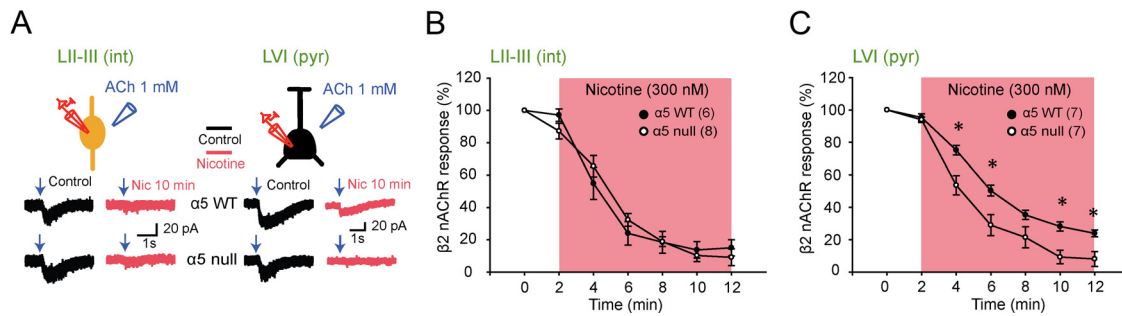 A
LII-III (int)
LVI (pyr)
ACh 1 mM
ACh 1 mM
Control
Nicotine
Control
Nic 10 min
α5 WT
Control
Nic 10 min
20 pA
1s
20 pA
1s
α5 null
B
LII-III (int)
β2 nAChR response (%)
120
100
80
60
40
20
0
Nicotine (300 nM)
α5 WT (6)
α5 null (8)
0 2 4 6 8 10 12
Time (min)
C
LVI (pyr)
β2 nAChR response (%)
120
100
80
60
40
20
0
Nicotine (300 nM)
α5 WT (7)
α5 null (7)
*
*
*
*
0 2 4 6 8 10 12
Time (min)